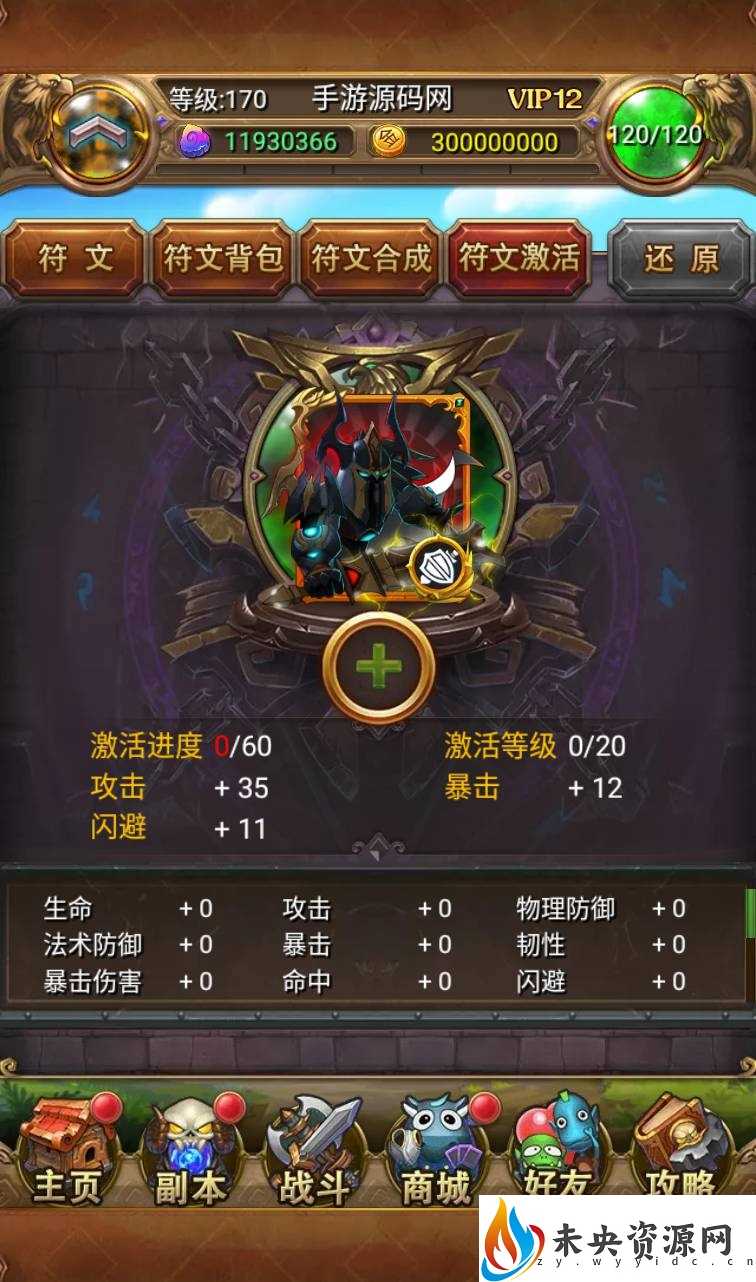 等级:170 手游源码网 VIP12
11930366 300000000 120/120
符文 符文背包 符文合成 符文激活 还原
激活进度 0/60 激活等级 0/20
攻击 +35 暴击 +12
闪避 +11
生命 +0 攻击 +0 物理防御 +0
法术防御 +0 暴击 +0 韧性 +0
暴击伤害 +0 命中 +0 闪避 +0
主页 副本 战斗 商城 好友 攻略
未央资源网
zy.wyyidc.cn